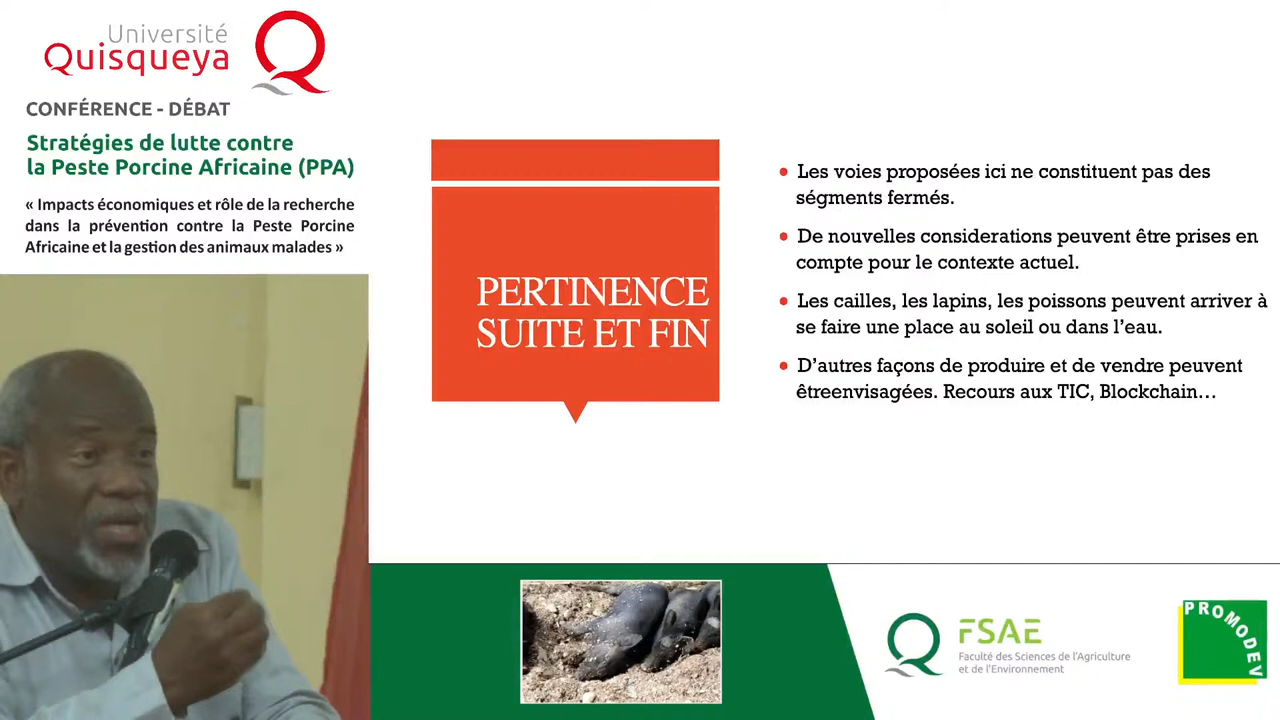 Université
Quisqueya
CONFÉRENCE - DÉBAT
Stratégies de lutte contre
la Peste Porcine Africaine (PPA)
« Impacts économiques et rôle de la recherche
dans la prévention contre la Peste Porcine
Africaine et la gestion des animaux malades »
PERTINENCE
SUITE ET FIN
• Les voies proposées ici ne constituent pas des
ségments fermés.
• De nouvelles considerations peuvent être prises en
compte pour le contexte actuel.
• Les cailles, les lapins, les poissons peuvent arriver à
se faire une place au soleil ou dans l’eau.
• D’autres façons de produire et de vendre peuvent
êtreenvisagées. Recours aux TIC, Blockchain…
FSAE
Faculté des Sciences de l'Agriculture
et de l'Environnement
PROMODEV